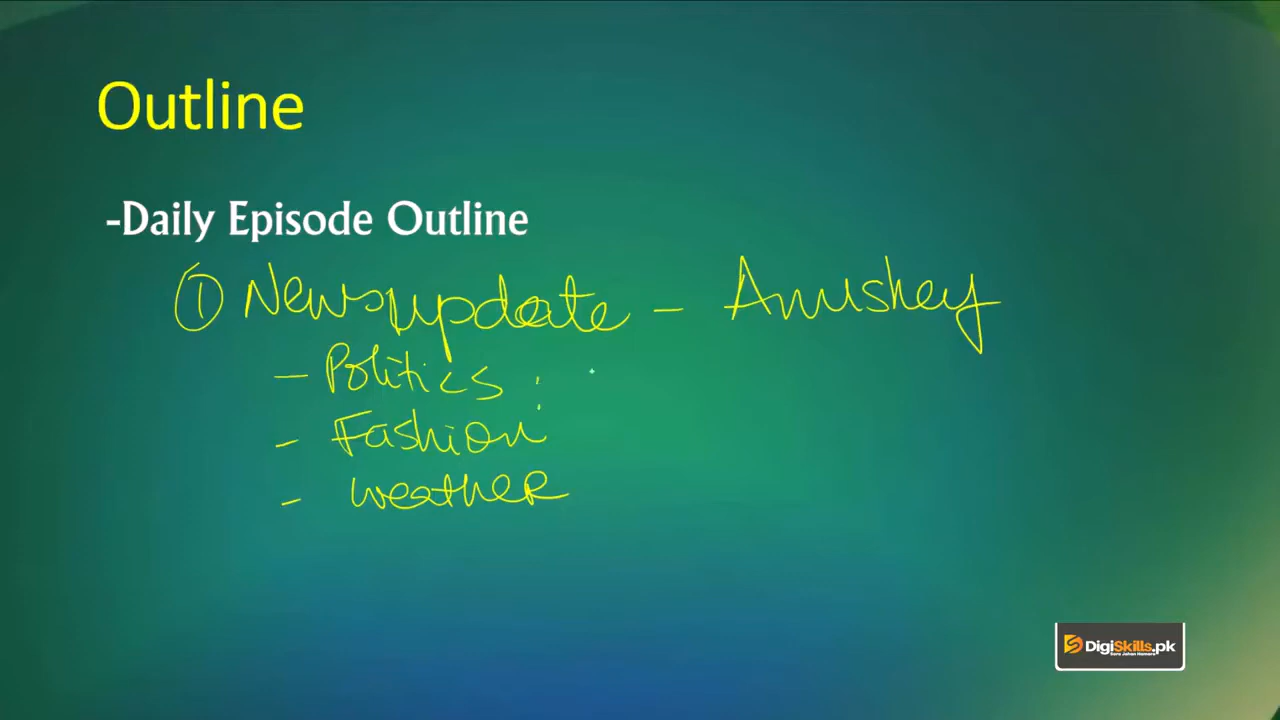 Outline
-Daily Episode Outline
① Newsupdate - Anushey
- Politics :
- Fashion
- weather
DigiSkills.pk